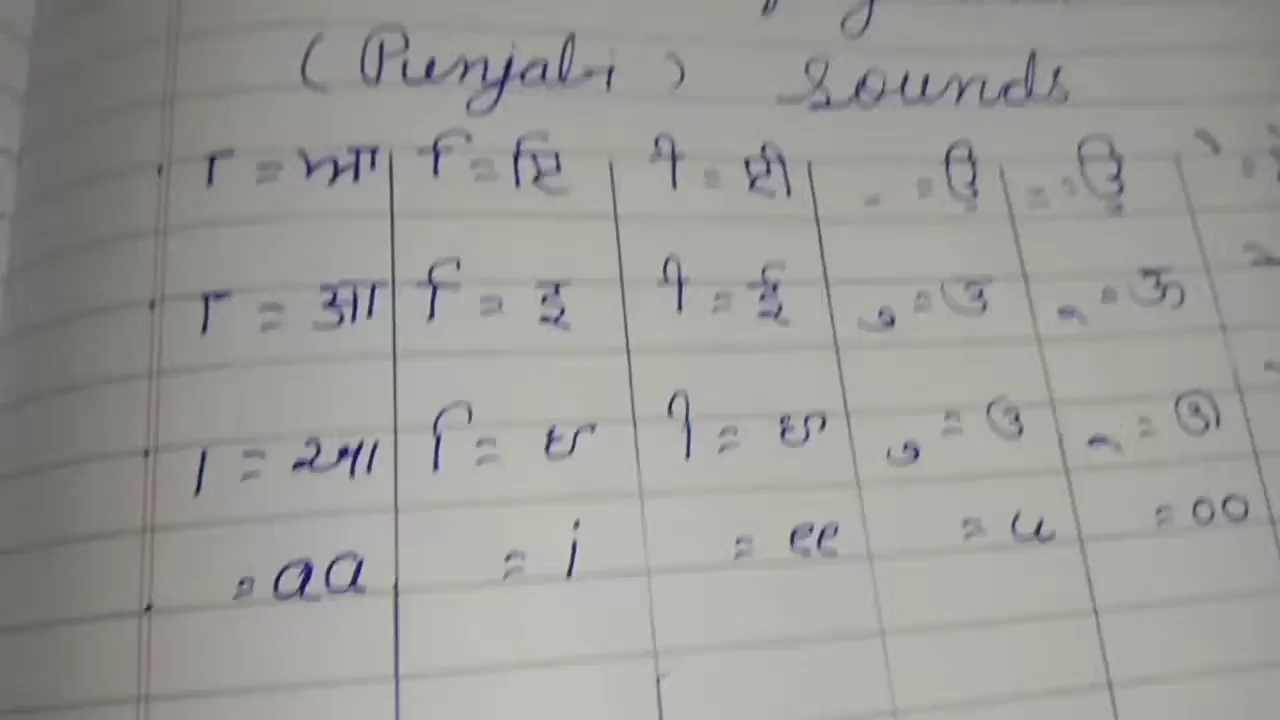 (Punjabi) Sounds
ਾ = ਆ ਿ = ਇ ੀ = ਈ ੁ = ਉ ੂ = ਊ
ा = आ ि = इ ी = ई ु = उ ू = ऊ
ા = આ િ = ઇ ી = ઈ ુ = ઉ ૂ = ઊ
= aa = i = ee = u = oo